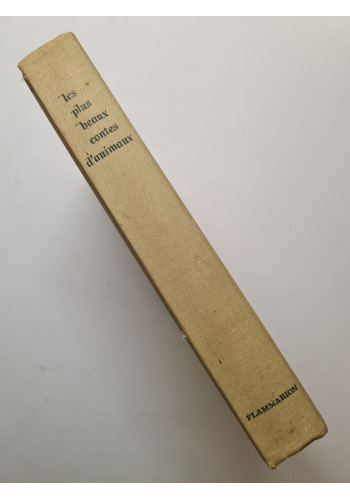 les
plus
beaux
contes
d'animaux
FLAMMARION